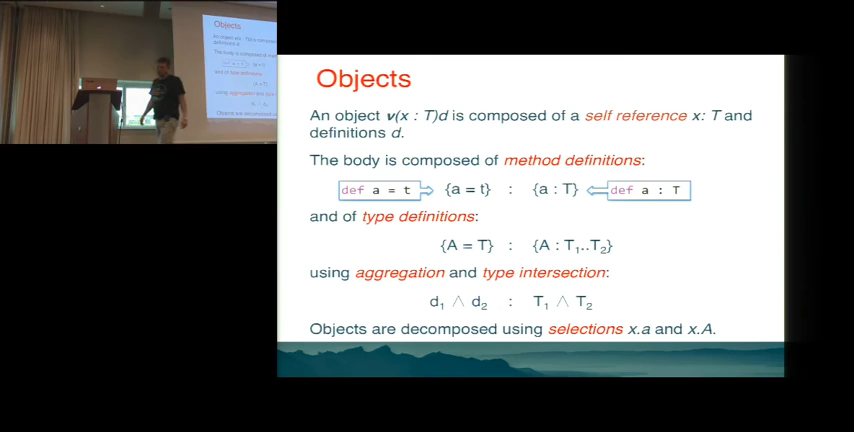 Objects
An object v(x : T)d is composed of a self reference x: T and
definitions d.
The body is composed of method definitions:
def a = t {a = t} : {a : T} def a : T
and of type definitions:
{A = T} : {A : T₁..T₂}
using aggregation and type intersection:
d₁ ∧ d₂ : T₁ ∧ T₂
Objects are decomposed using selections x.a and x.A.
Objects